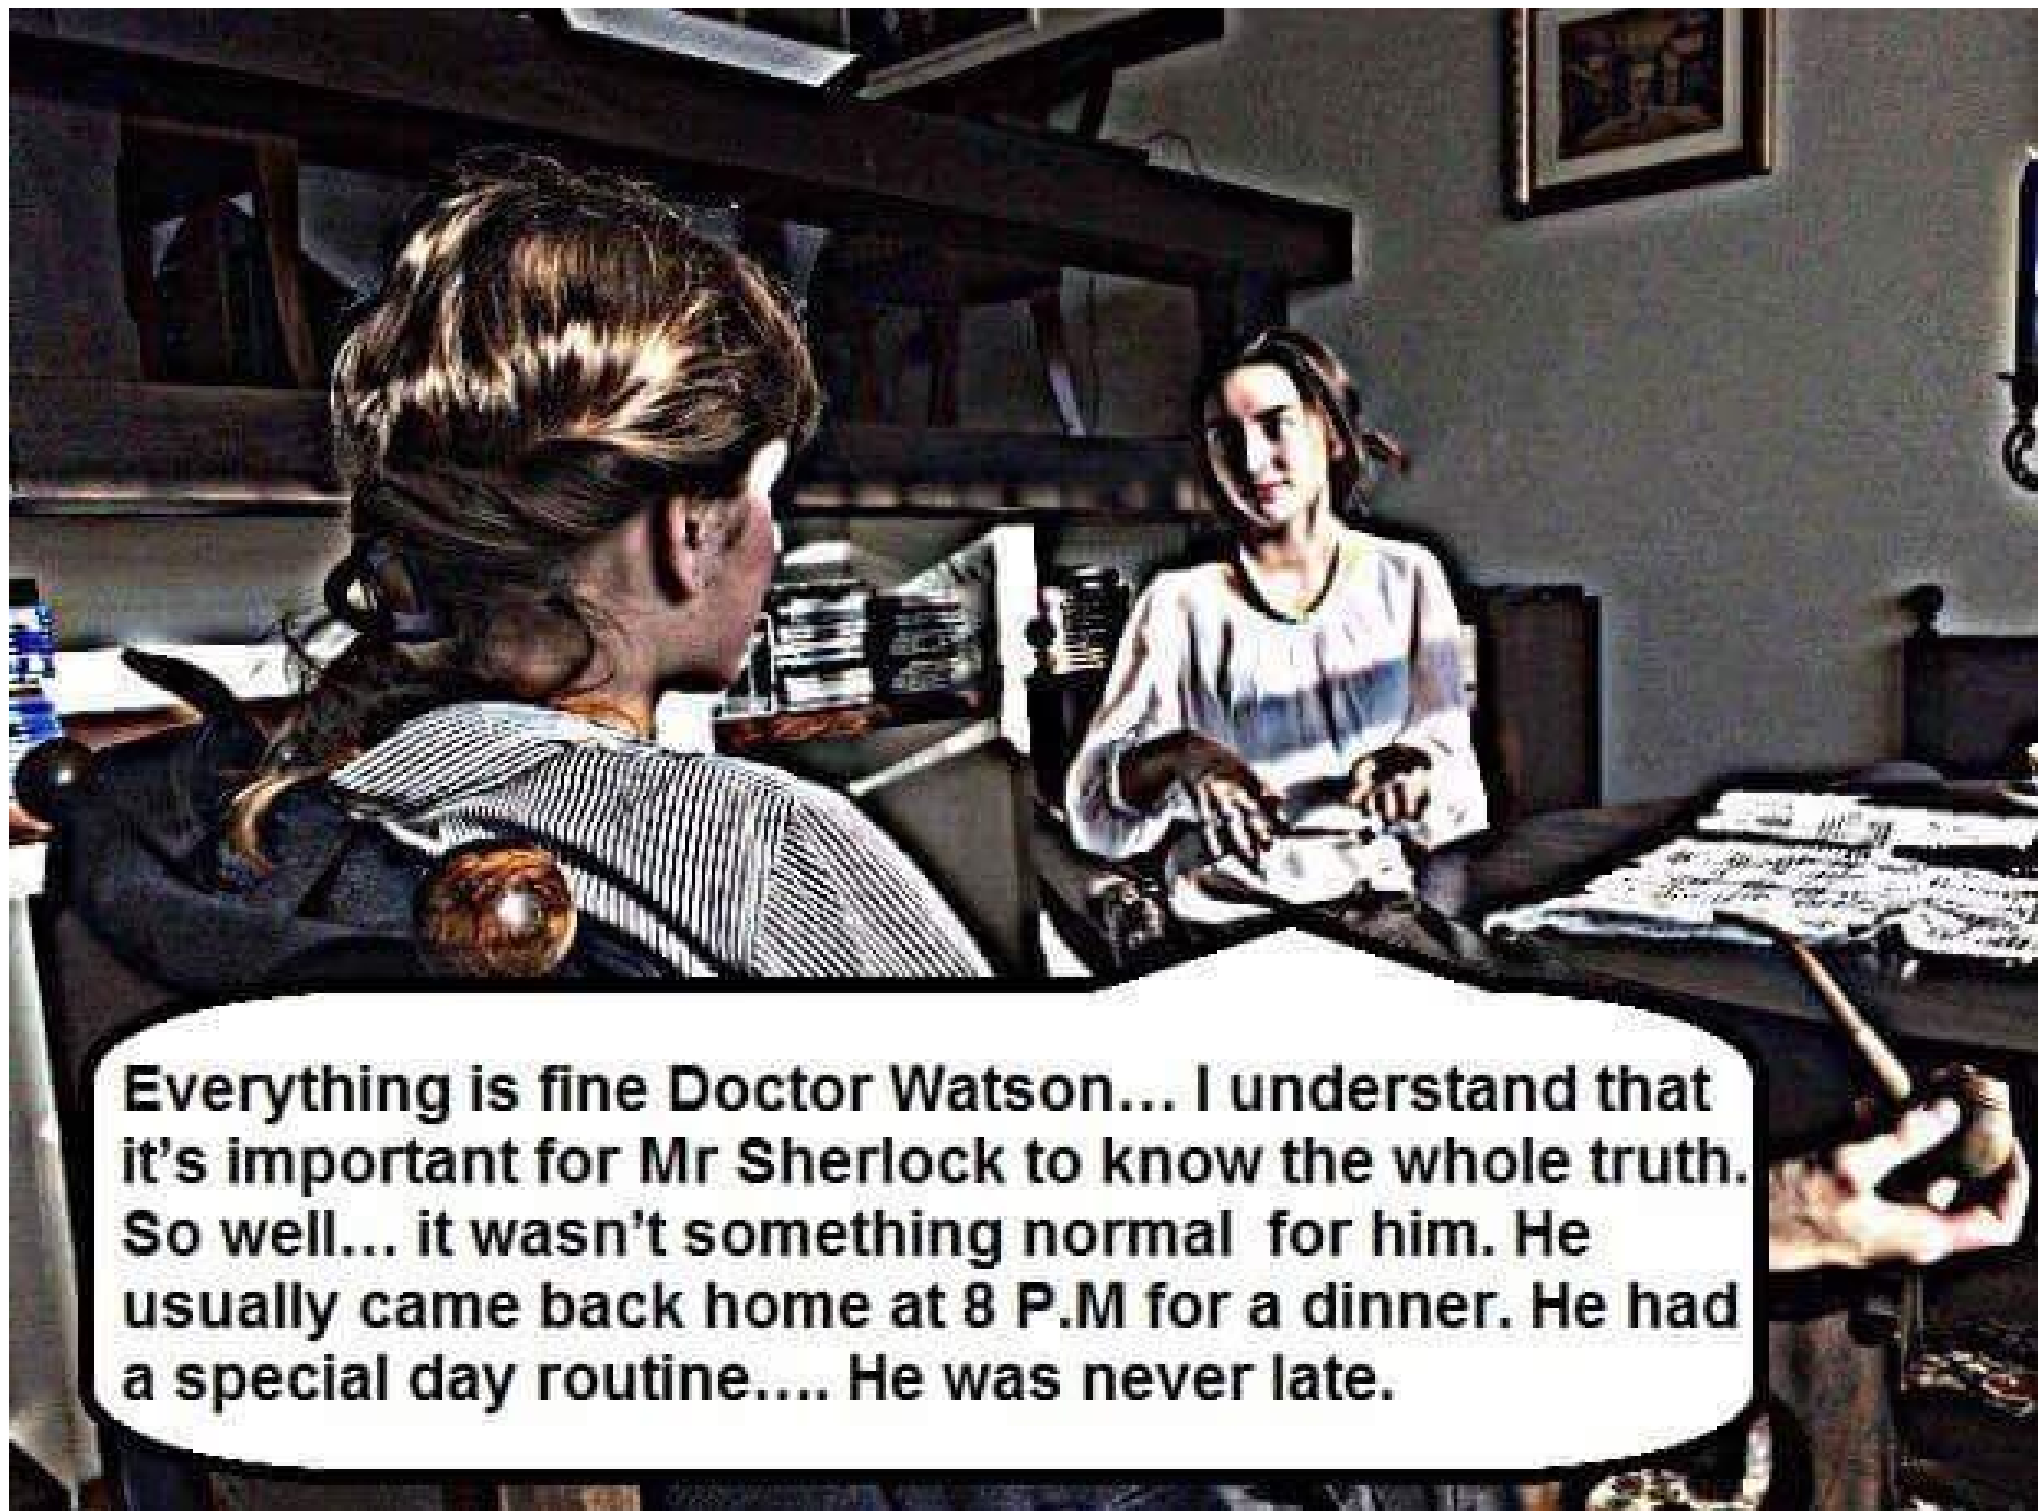 Everything is fine Doctor Watson... I understand that
it's important for Mr Sherlock to know the whole truth.
So well... it wasn't something normal for him. He
usually came back home at 8 P.M for a dinner. He had
a special day routine.... He was never late.